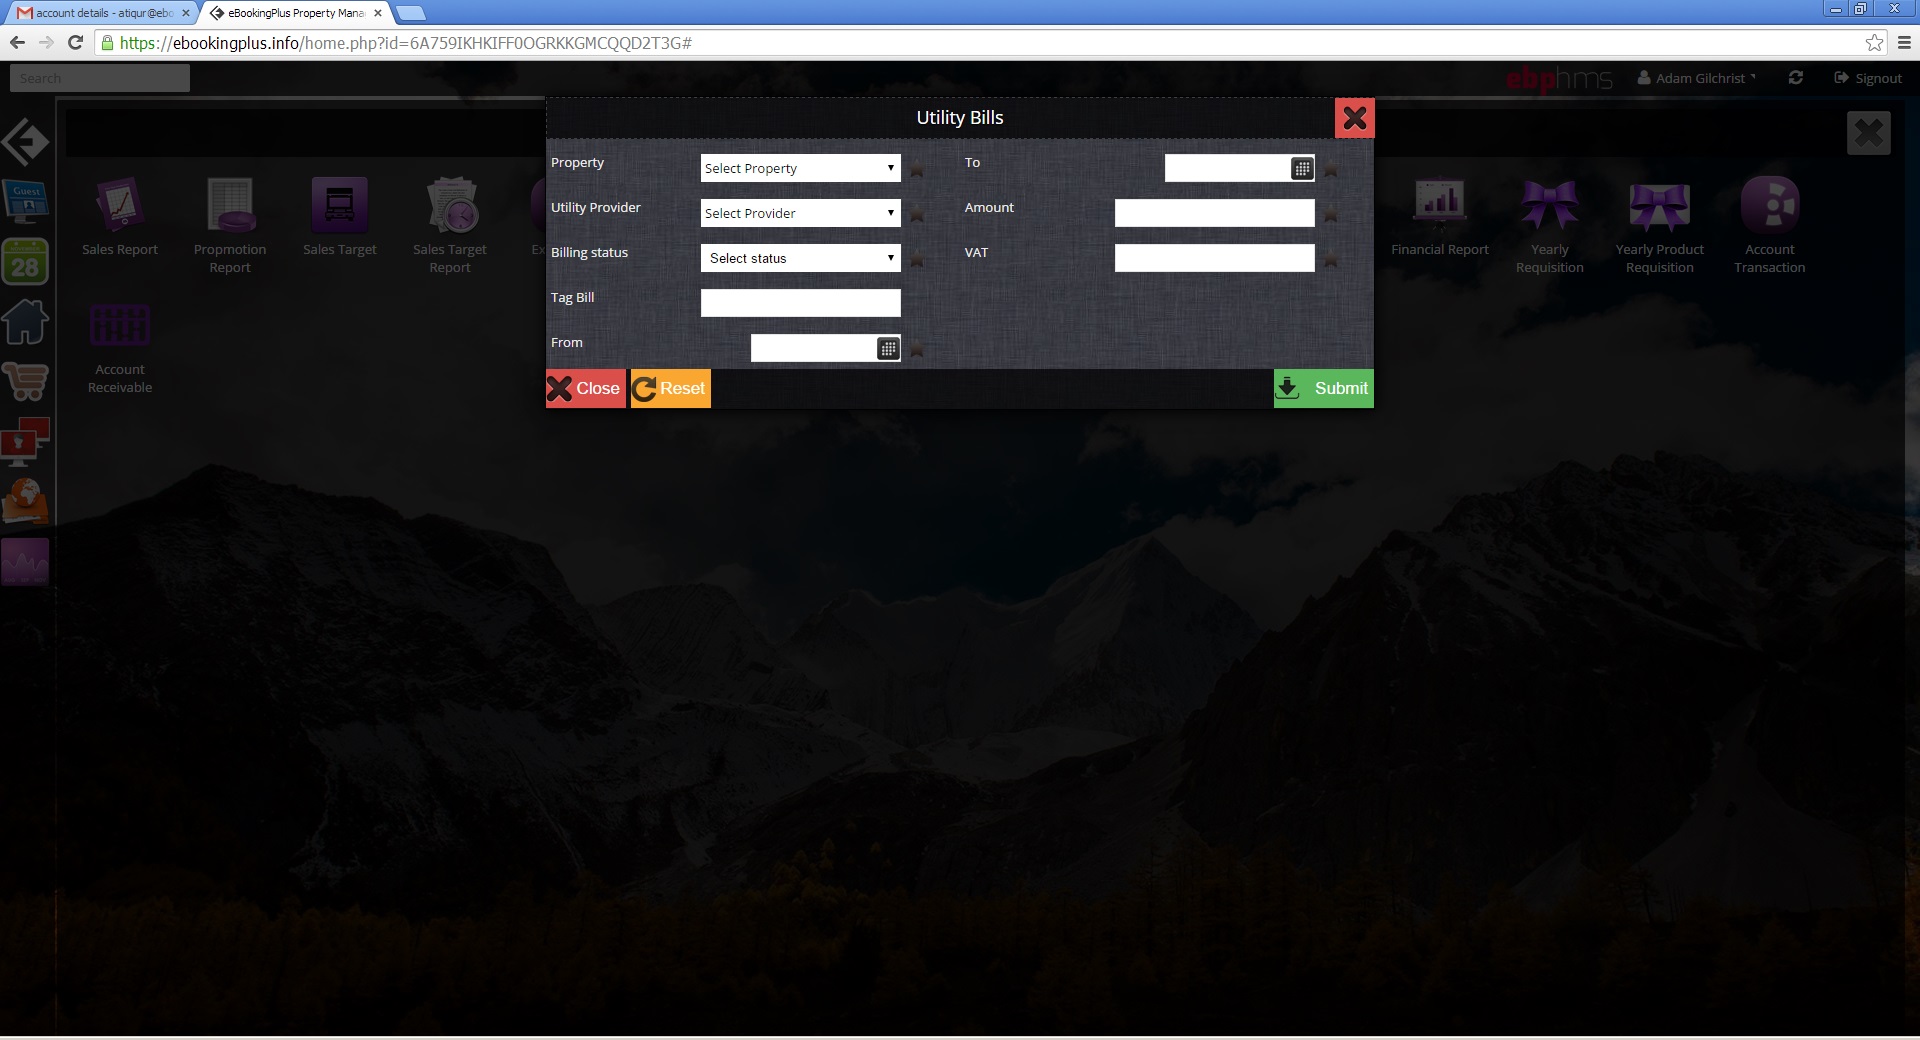 account details - atiqur@ebo
eBookingPlus Property Mana
https://ebookingplus.info/home.php?id=6A759IKHKIFF0OGRKKGMCQQD2T3G#
Search
ebphms
Adam Gilchrist
Signout
Utility Bills
Property
Select Property
To
Utility Provider
Select Provider
Amount
Billing status
Select status
VAT
Tag Bill
From
Close
Reset
Submit
Guest
NOVEMBER
28
Sales Report
Propmotion
Report
Sales Target
Sales Target
Report
Ex
Financial Report
Yearly
Requisition
Yearly Product
Requisition
Account
Transaction
Account
Receivable